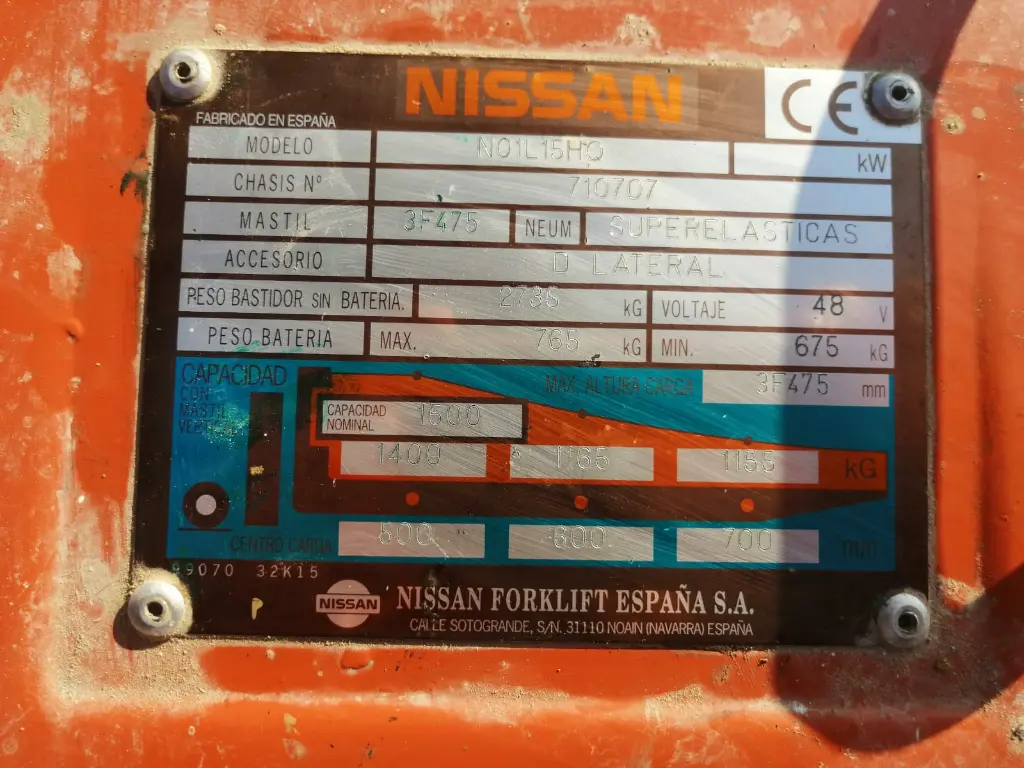 NISSAN
CE
FABRICADO EN ESPAÑA
MODELO N01L15HQ kW
CHASIS Nº 710707
MASTIL 3F475 NEUM SUPERELASTICAS
ACCESORIO D LATERAL
PESO BASTIDOR SIN BATERIA. 2735 kG VOLTAJE 48 V
PESO BATERIA MAX. 765 kG MIN. 675 kG
CAPACIDAD MAX. ALTURA CARGA 3F475 mm
CON
MASTIL
VERTICAL
CAPACIDAD
NOMINAL 1500
1400 1155 kG
CENTRO CARGA 600 700 mm
99070 32K15
NISSAN NISSAN FORKLIFT ESPAÑA S.A.
CALLE SOTOGRANDE, S/N. 31110 NOAIN (NAVARRA) ESPAÑA